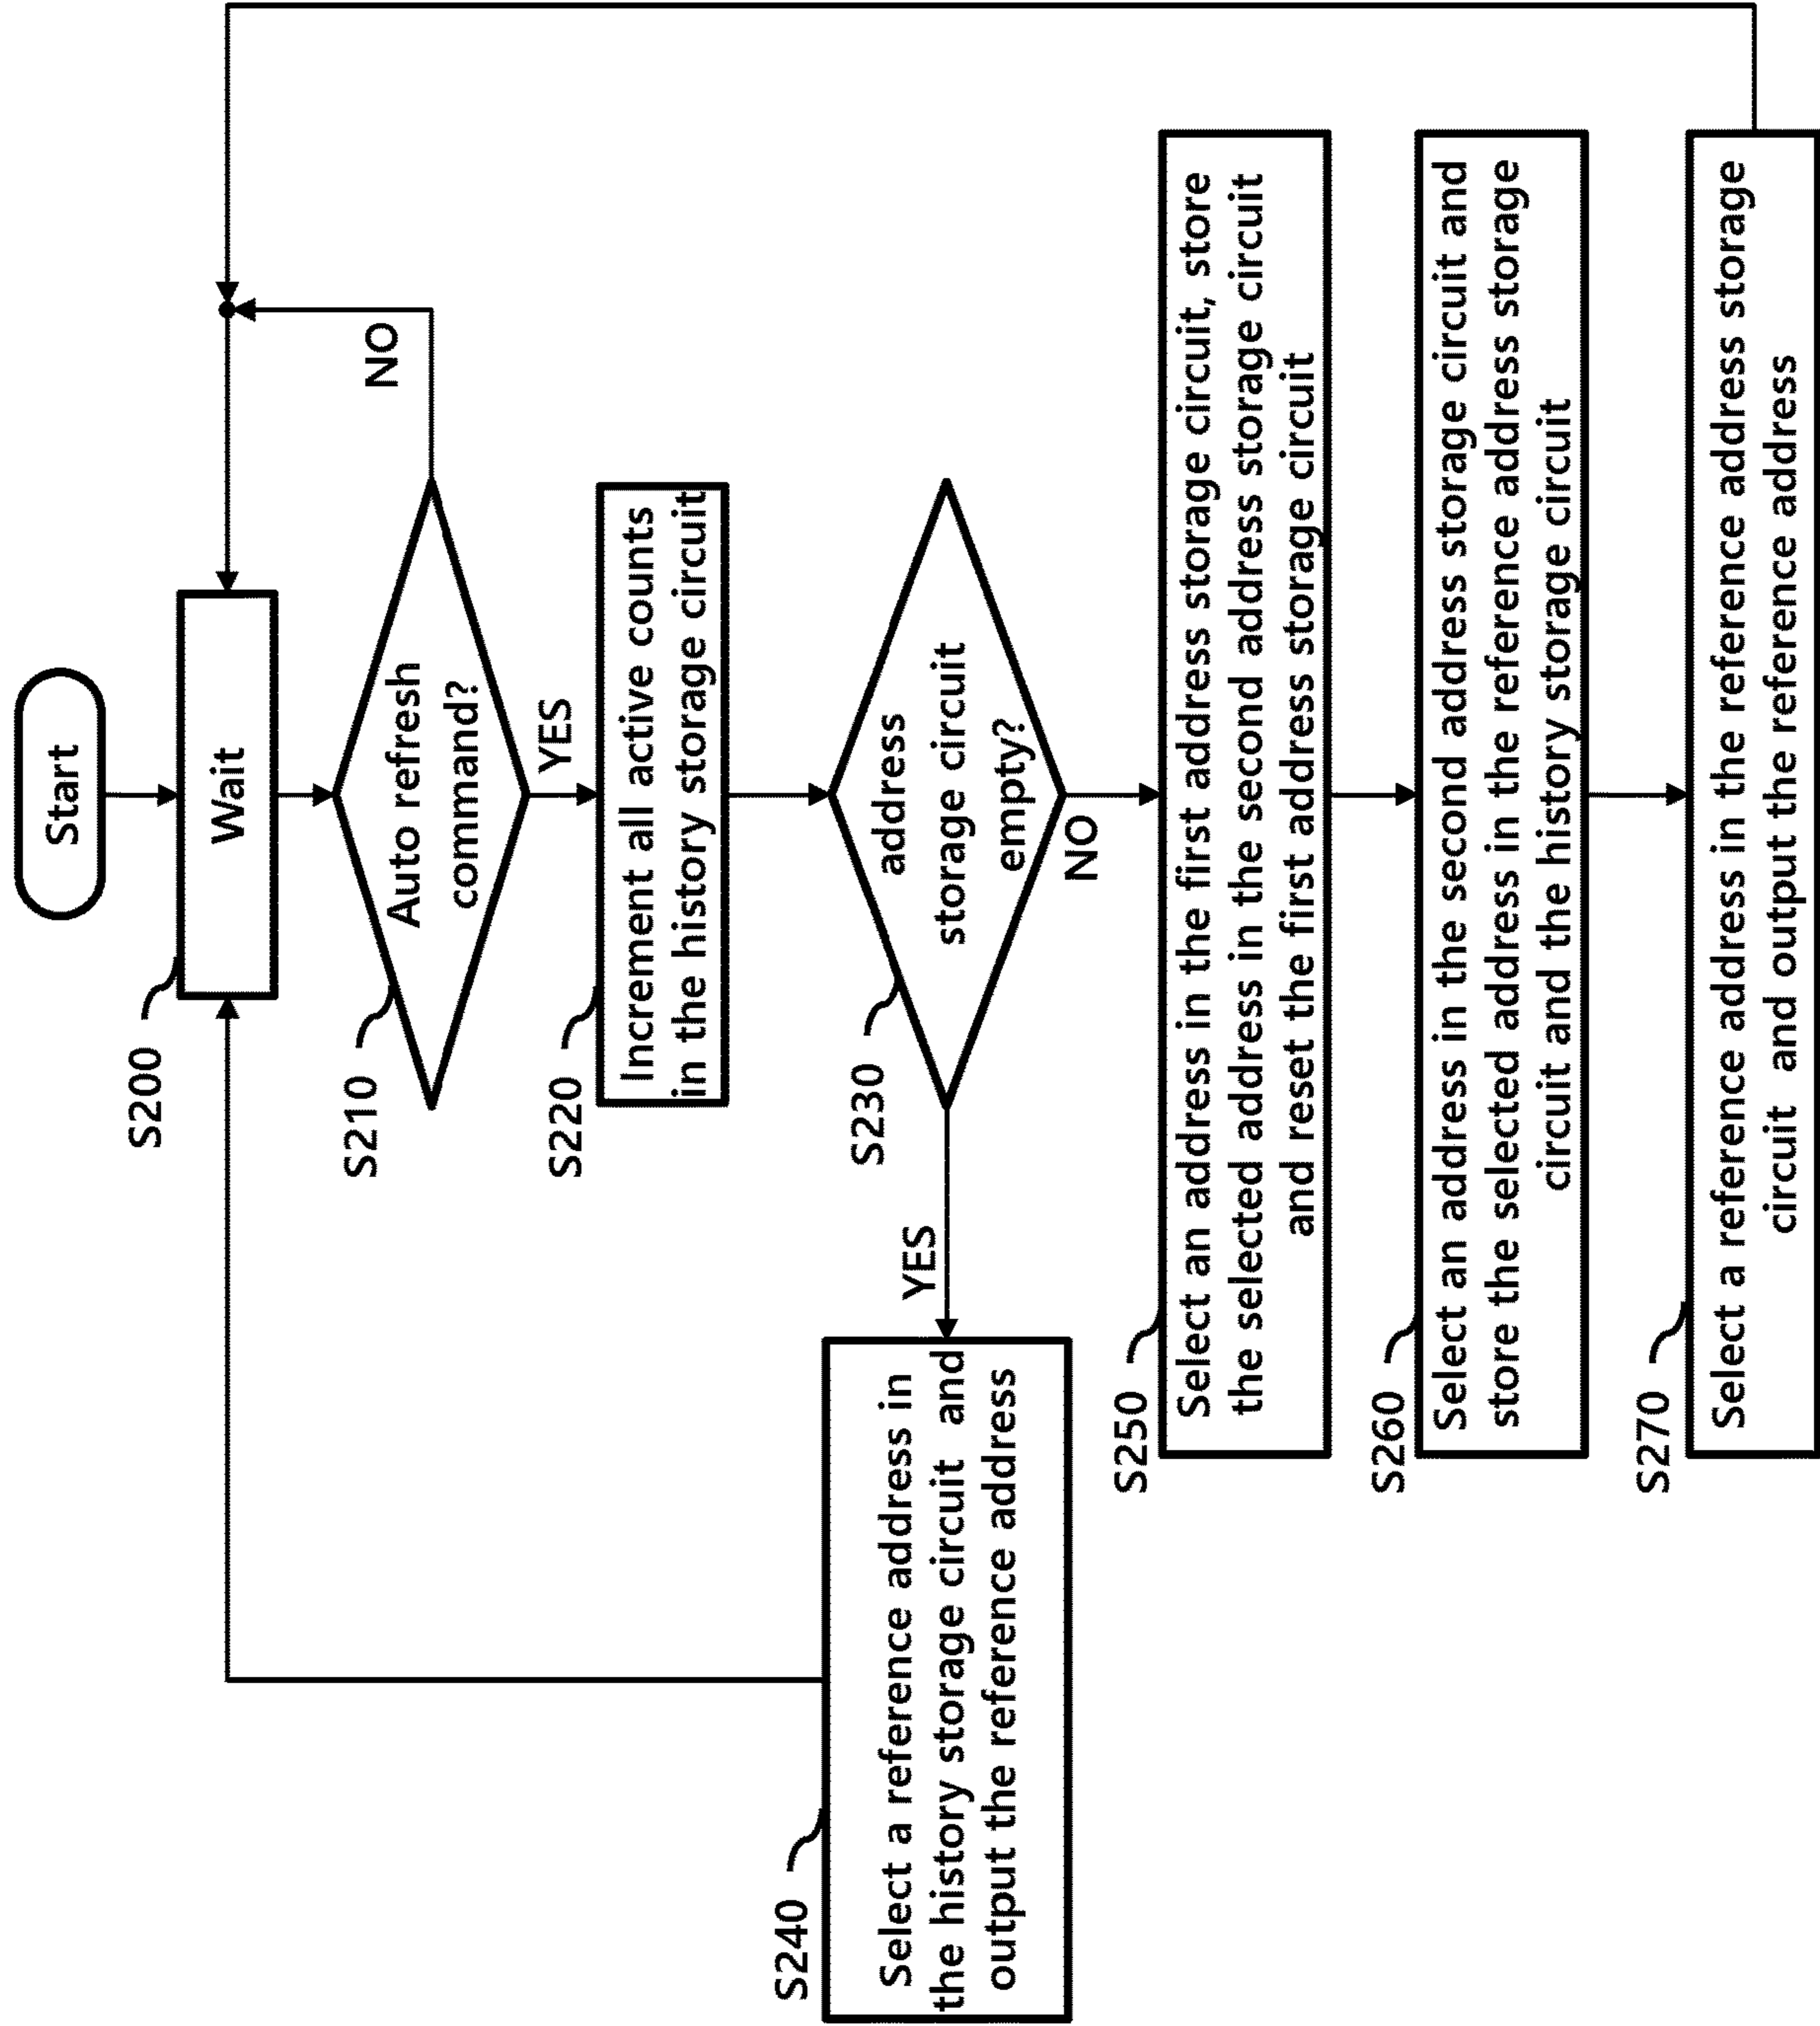 Start
S200
Wait
S210
Auto refresh
command?
NO
YES
S220
Increment all active counts
in the history storage circuit
S230
address
storage circuit
empty?
YES
NO
S240
Select a reference address in
the history storage circuit and
output the reference address
S250
Select an address in the first address storage circuit, store
the selected address in the second address storage circuit
and reset the first address storage circuit
S260
Select an address in the second address storage circuit and
store the selected address in the reference address storage
circuit and the history storage circuit
S270
Select a reference address in the reference address storage
circuit and output the reference address